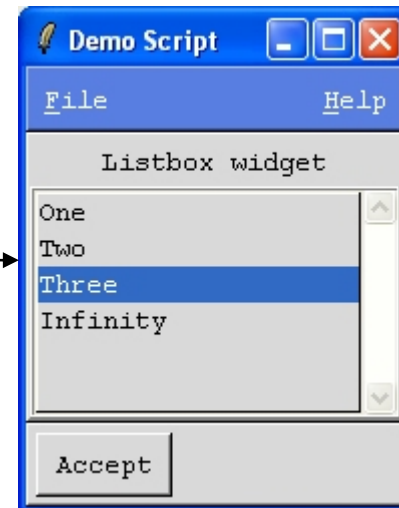 Demo Script
File Help
Listbox widget
One
Two
Three
Infinity
Accept